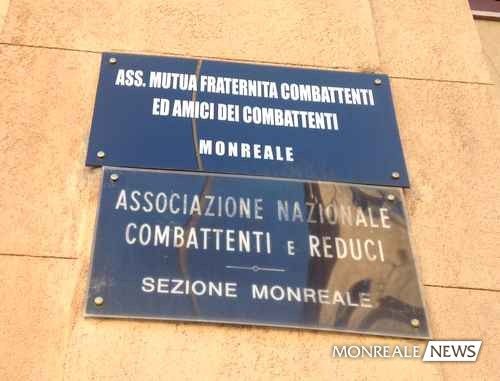 ASS. MUTUA FRATERNITA COMBATTENTI
ED AMICI DEI COMBATTENTI
MONREALE
ASSOCIAZIONE NAZIONALE
COMBATTENTI E REDUCI
SEZIONE MONREALE
MONREALE NEWS